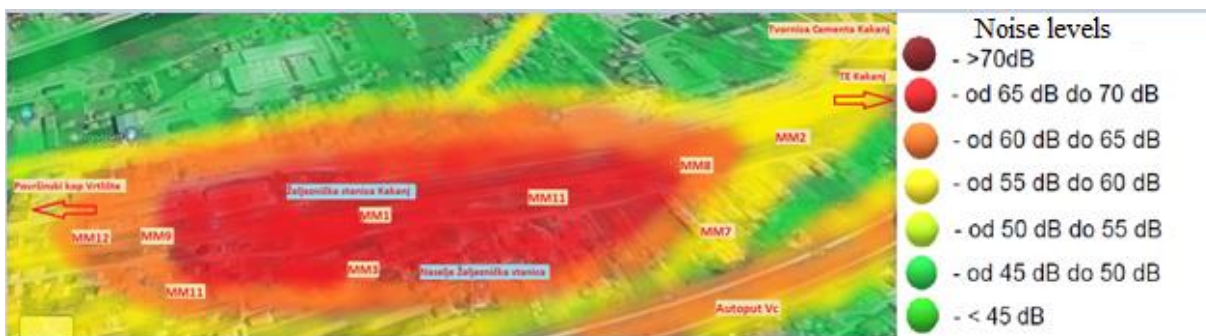 Tvornica Cementa Kakanj
TE Kakanj
MM2
MM8
Površinski kop Vrtlište
Željeznička stanica Kakanj
MM11
MM1
MM7
MM12
MM9
MM3
Naselje Željeznička stanica
MM11
Autoput Vc
Noise levels
- >70dB
- od 65 dB do 70 dB
- od 60 dB do 65 dB
- od 55 dB do 60 dB
- od 50 dB do 55 dB
- od 45 dB do 50 dB
- < 45 dB